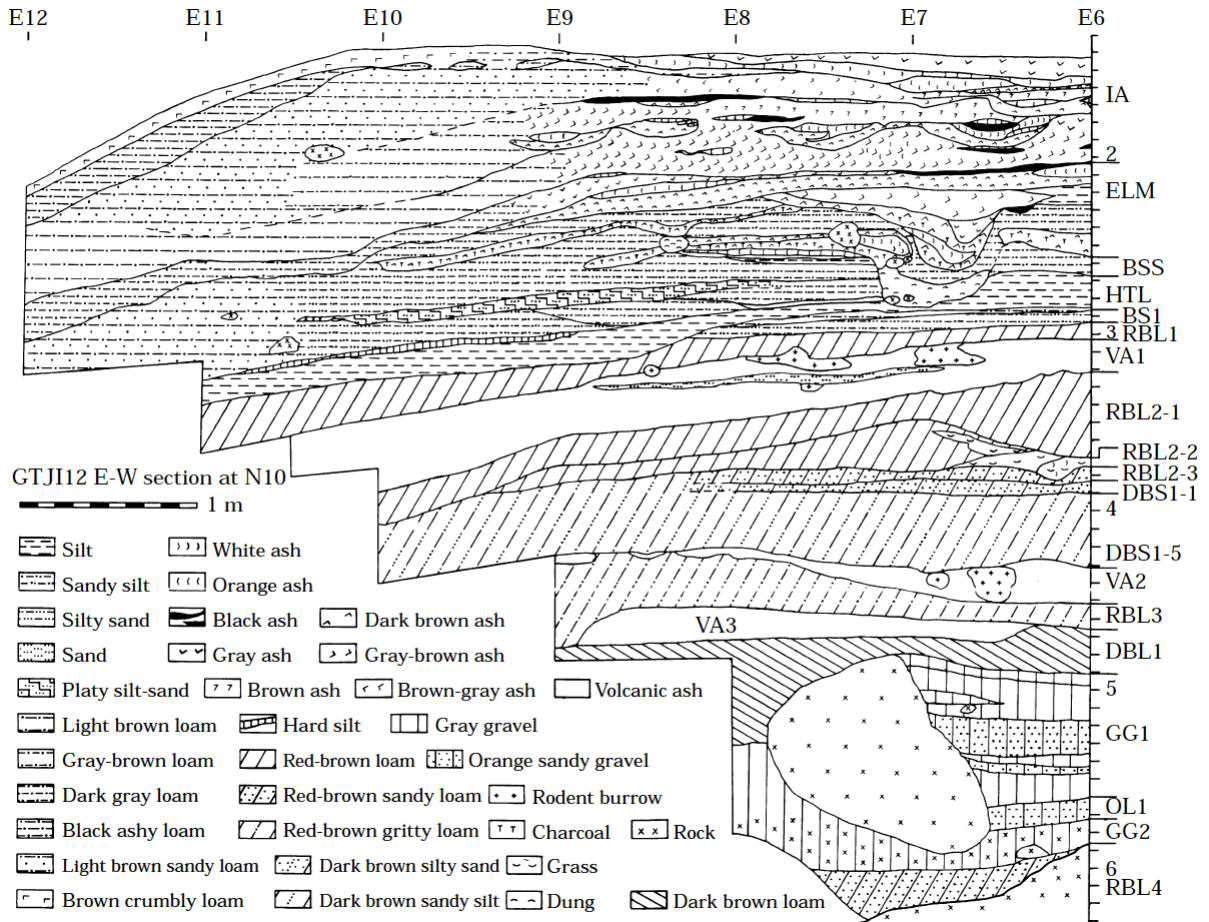 E12 E11 E10 E9 E8 E7 E6
IA
2
ELM
BSS
HTL
BS1
3 RBL1
VA1
RBL2-1
RBL2-2
RBL2-3
DBS1-1
4
DBS1-5
VA2
RBL3
VA3
DBL1
5
GG1
OL1
GG2
6
RBL4
GTJI12 E-W section at N10
1 m
Silt White ash
Sandy silt Orange ash
Silty sand Black ash Dark brown ash
Sand Gray ash Gray-brown ash
Platy silt-sand Brown ash Brown-gray ash Volcanic ash
Light brown loam Hard silt Gray gravel
Gray-brown loam Red-brown loam Orange sandy gravel
Dark gray loam Red-brown sandy loam Rodent burrow
Black ashy loam Red-brown gritty loam Charcoal Rock
Light brown sandy loam Dark brown silty sand Grass
Brown crumbly loam Dark brown sandy silt Dung Dark brown loam